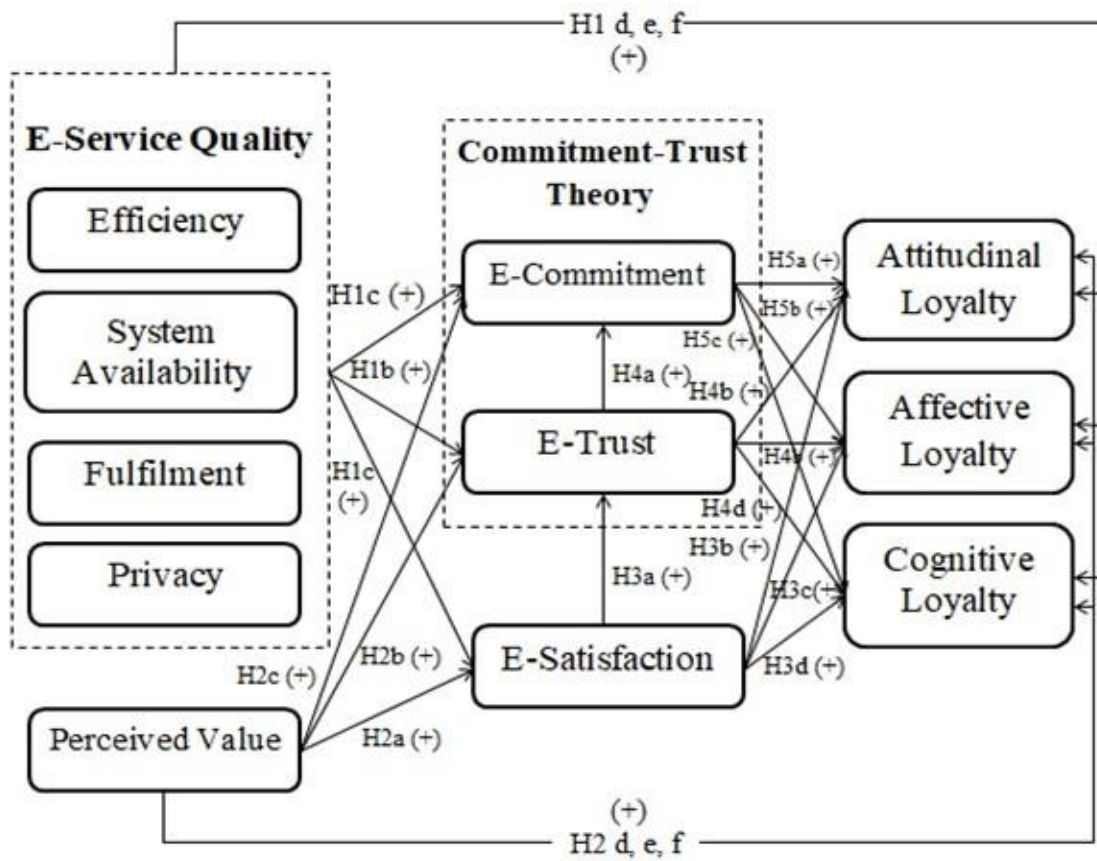 H1 d, e, f
(+)
E-Service Quality
Efficiency
System
Availability
Fulfilment
Privacy
Perceived Value
Commitment-Trust
Theory
E-Commitment
E-Trust
E-Satisfaction
Attitudinal
Loyalty
Affective
Loyalty
Cognitive
Loyalty
H1c (+)
H1b (+)
H1c
(+)
H2c (+)
H2b (+)
H2a (+)
H4a (+)
H3a (+)
H5a (+)
H5b (+)
H5c (+)
H4b (+)
(+)
H4d (+)
H3b (+)
H3c(+)
H3d (+)
(+)
H2 d, e, f